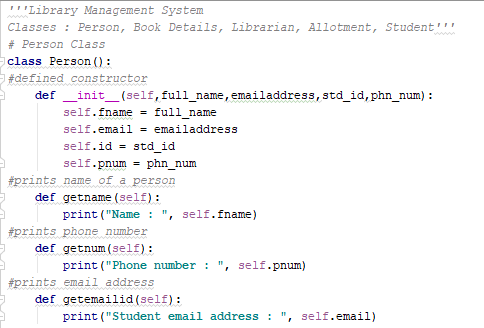 '''Library Management System
Classes : Person, Book Details, Librarian, Allotment, Student'''
# Person Class
class Person():
#defined constructor
    def __init__(self,full_name,emailaddress,std_id,phn_num):
        self.fname = full_name
        self.email = emailaddress
        self.id = std_id
        self.pnum = phn_num
#prints name of a person
    def getname(self):
        print("Name : ", self.fname)
#prints phone number
    def getnum(self):
        print("Phone number : ", self.pnum)
#prints email address
    def getemailid(self):
        print("Student email address : ", self.email)